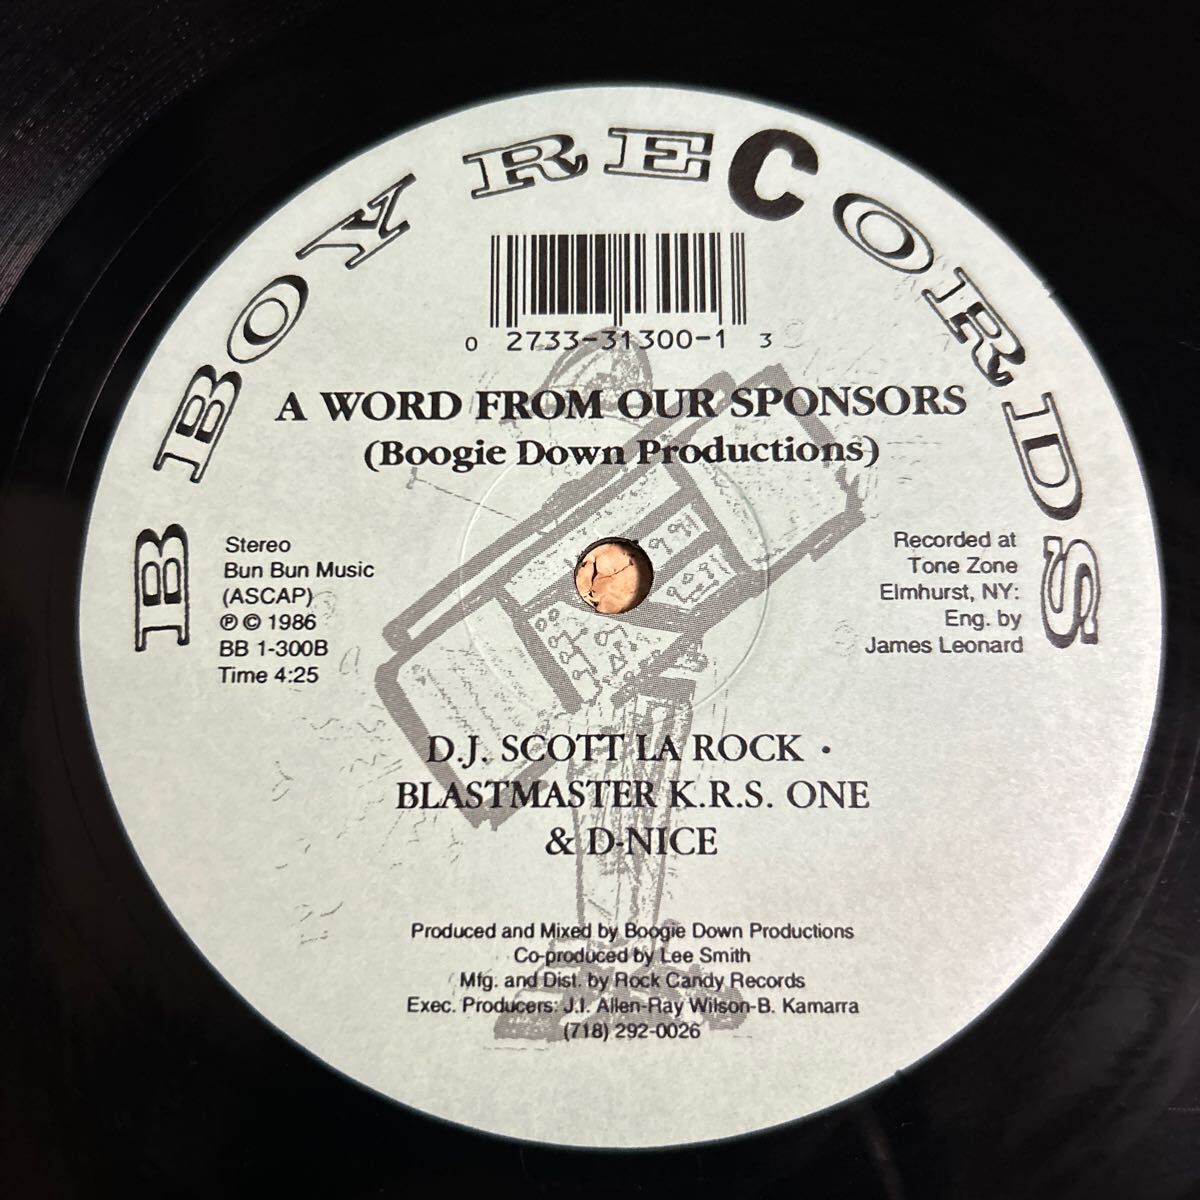 B BOY RECORDS
0 2733-31300-1 3
A WORD FROM OUR SPONSORS
(Boogie Down Productions)
Stereo
Bun Bun Music
(ASCAP)
℗ © 1986
BB 1-300B
Time 4:25
Recorded at
Tone Zone
Elmhurst, NY:
Eng. by
James Leonard
D.J. SCOTT LA ROCK •
BLASTMASTER K.R.S. ONE
& D-NICE
Produced and Mixed by Boogie Down Productions
Co-produced by Lee Smith
Mfg. and Dist. by Rock Candy Records
Exec. Producers: J.I. Allen-Ray Wilson-B. Kamarra
(718) 292-0026